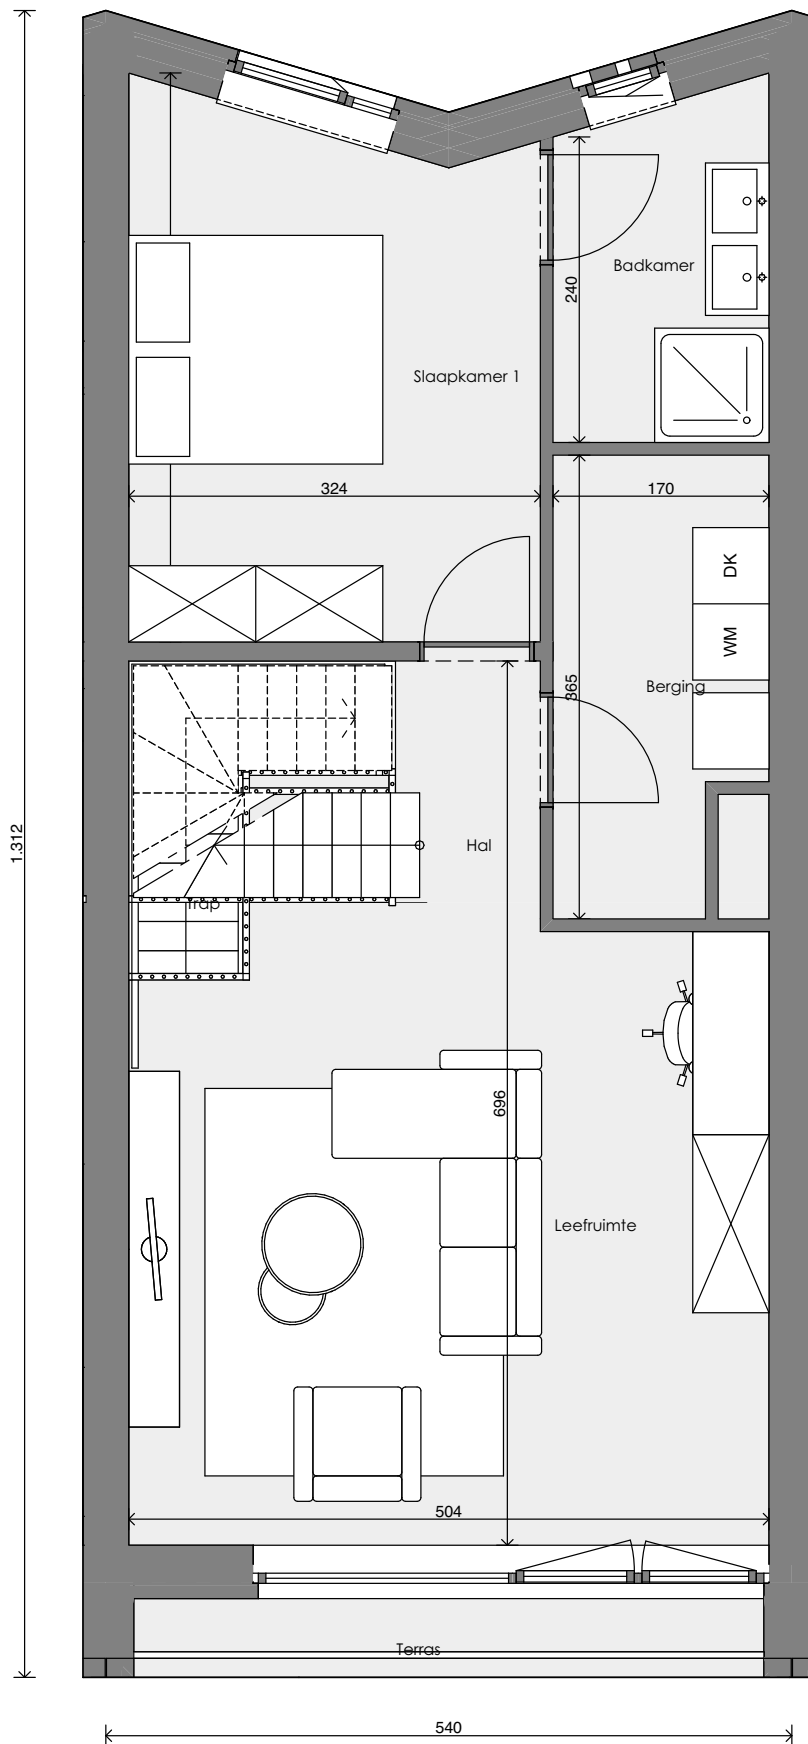 Badkamer
240
Slaapkamer 1
324
170
DK
WM
365
Berging
1.312
Hal
Trap
696
Leefruimte
504
Terras
540